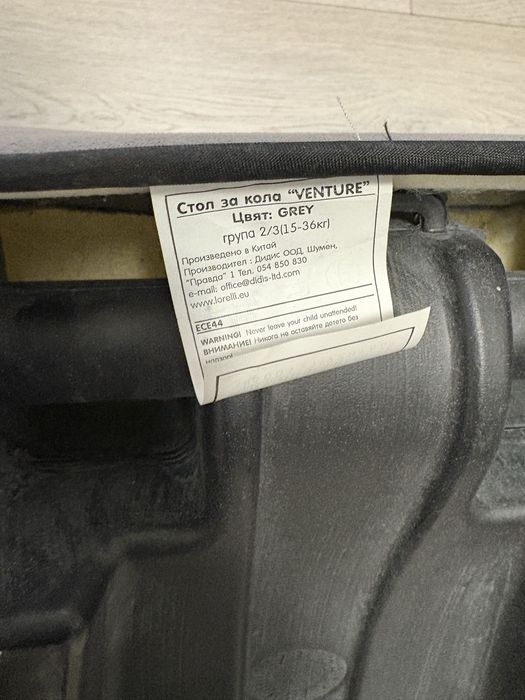 Стол за кола "VENTURE"
Цвят: GREY
група 2/3(15-36кг)
Произведено в Китай
Производител : Дидис ООД, Шумен,
"Правда" 1 Тел. 054 850 830
e-mail: office@didis-ltd.com
www.lorelli.eu
ECE44
WARNING! Never leave your child unattended!
ВНИМАНИЕ! Никога не оставяйте детето без
надзор!